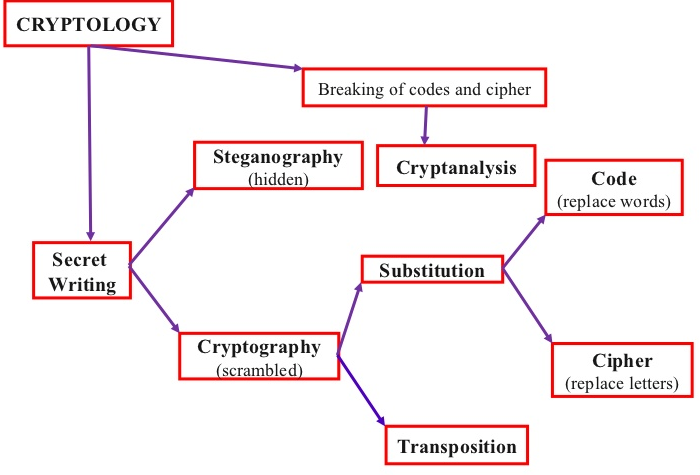 CRYPTOLOGY
Breaking of codes and cipher
Steganography
(hidden)
Cryptanalysis
Code
(replace words)
Secret
Writing
Substitution
Cryptography
(scrambled)
Cipher
(replace letters)
Transposition